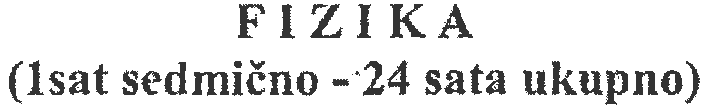 F I Z I K A
(1sat sedmično - 24 sata ukupno)